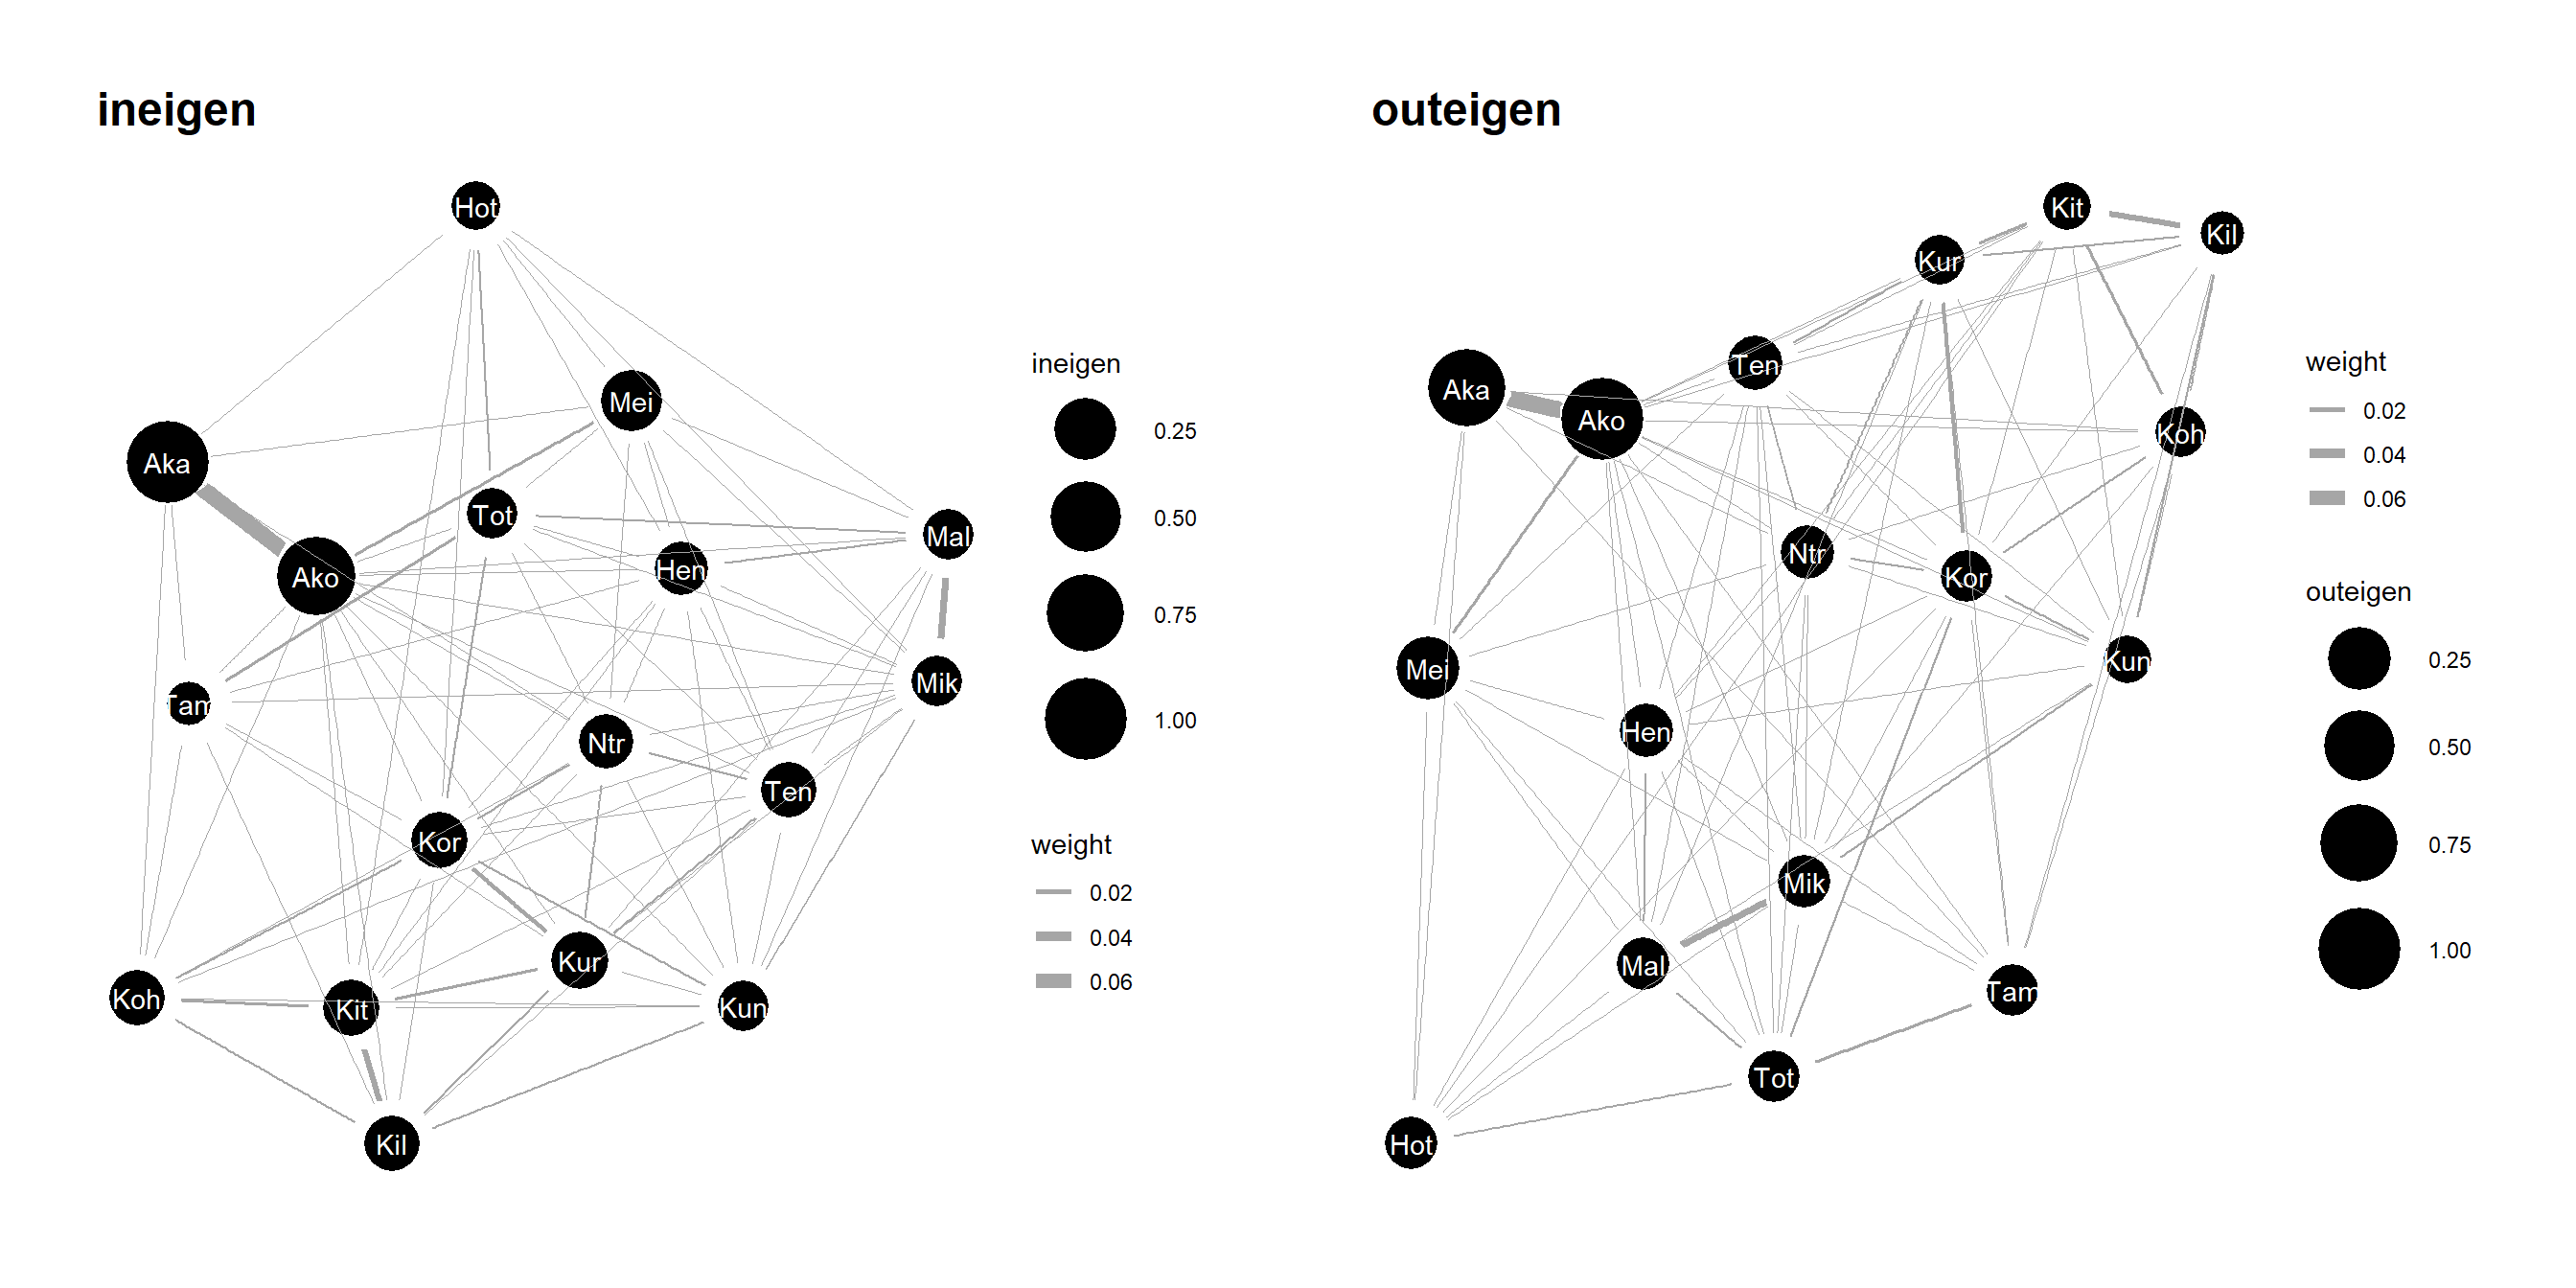 ineigen
Hot
Mei
Aka
Tot
Mal
Ako
Hen
Tam
Mik
Ntr
Ten
Kor
Kur
Koh
Kit
Kun
Kil
ineigen
0.25
0.50
0.75
1.00
weight
0.02
0.04
0.06
outeigen
Kit
Kil
Kur
Ten
Aka
Ako
Koh
Ntr
Kor
Mei
Kun
Hen
Mik
Mal
Tam
Tot
Hot
weight
0.02
0.04
0.06
outeigen
0.25
0.50
0.75
1.00